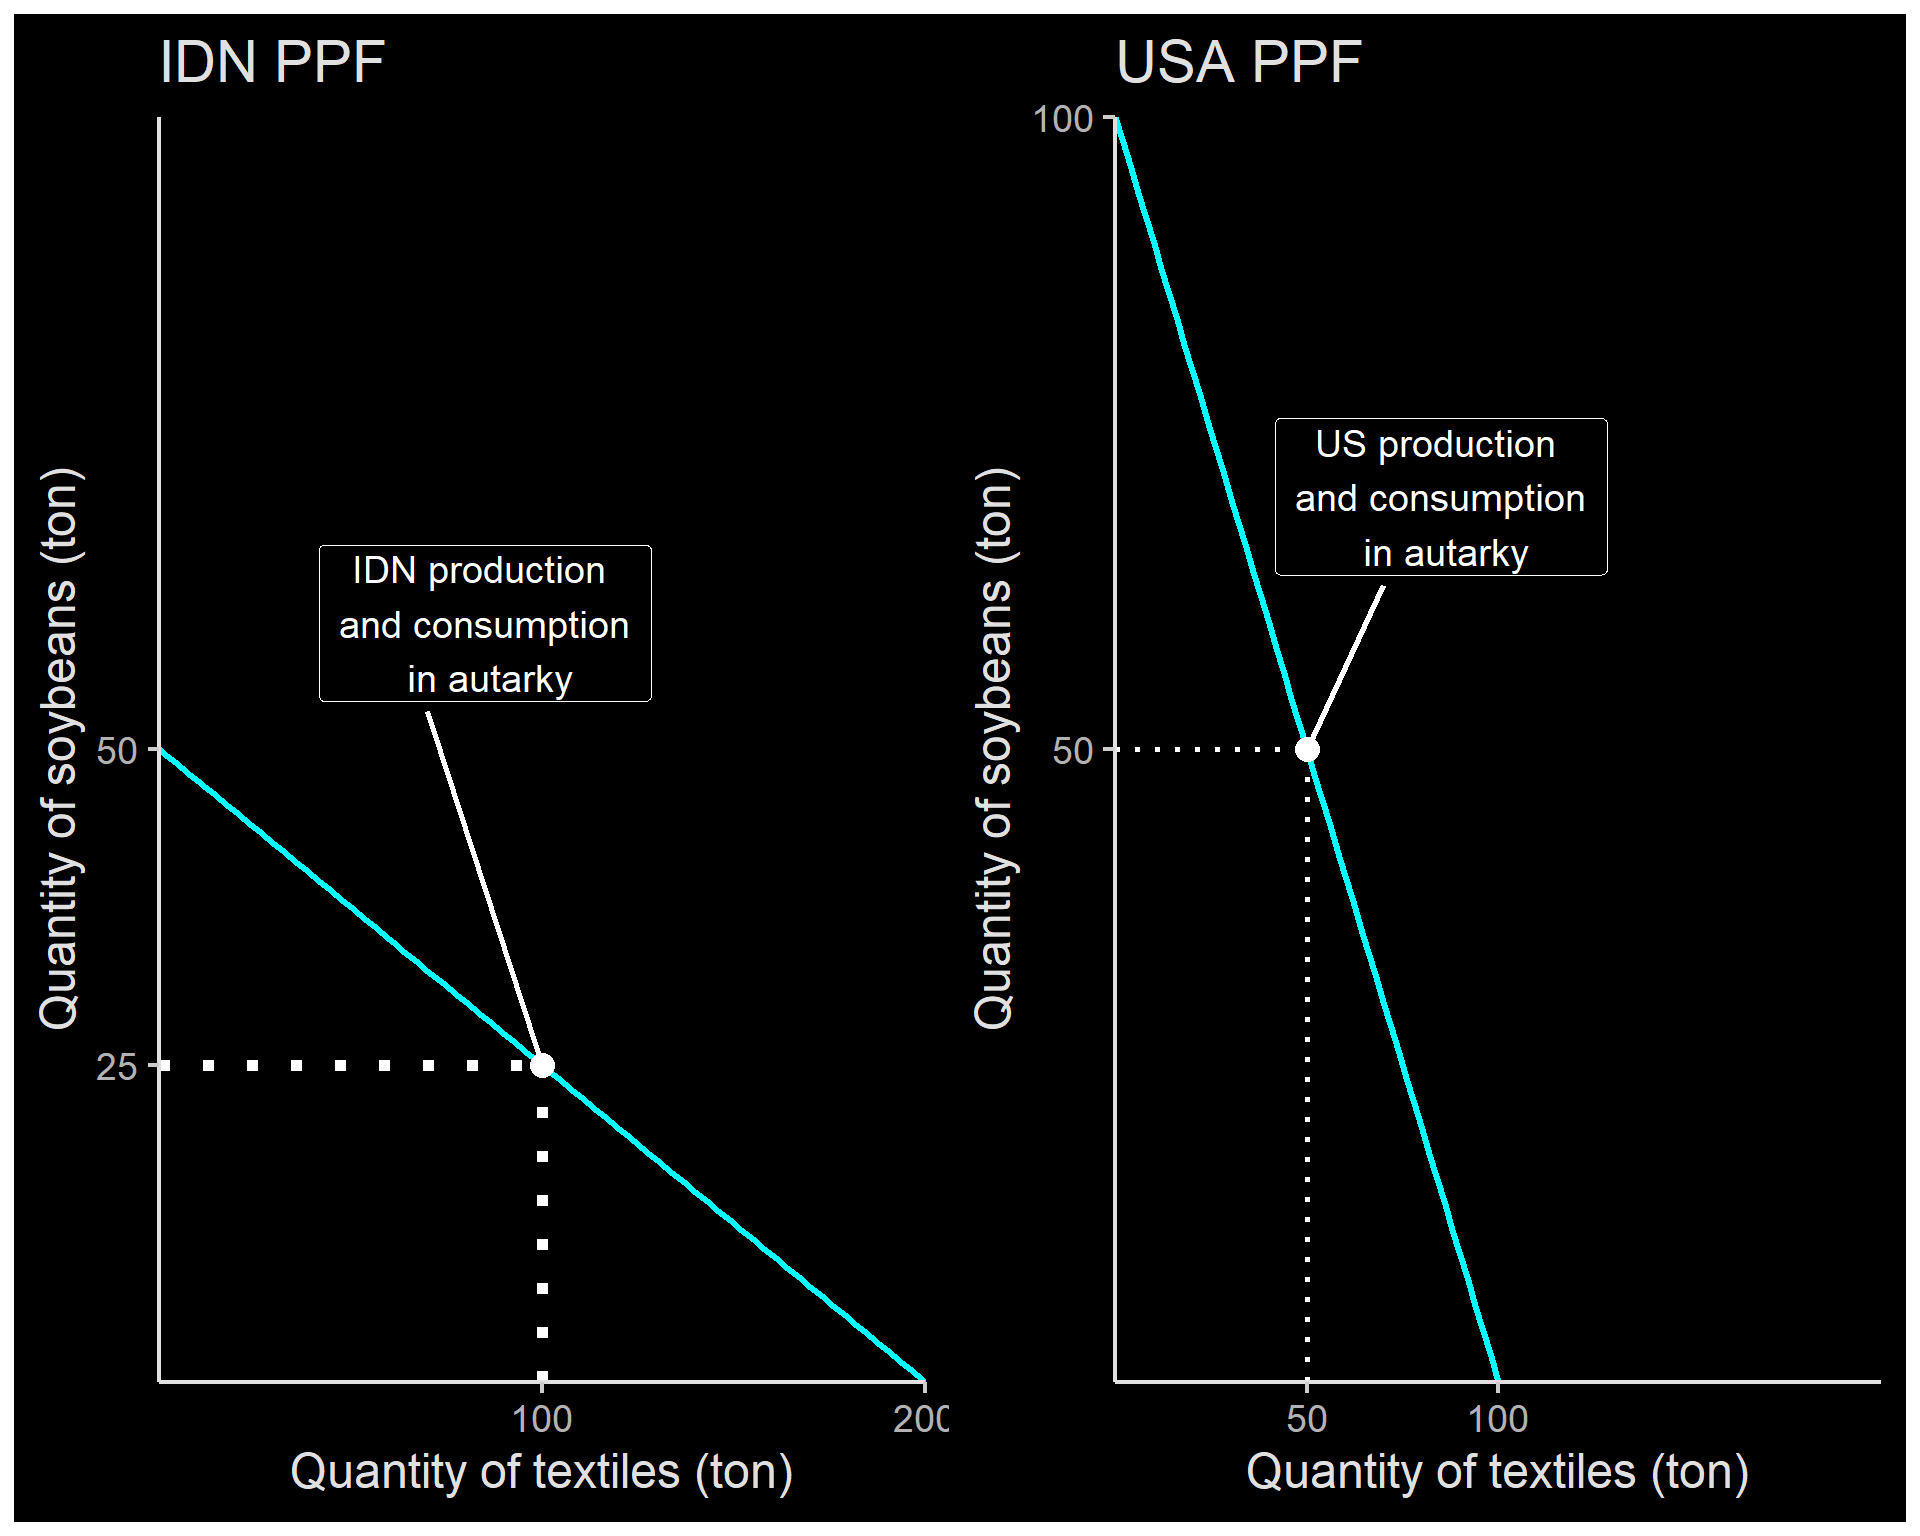 IDN PPF
Quantity of soybeans (ton)
50
25
IDN production
and consumption
in autarky
100
200
Quantity of textiles (ton)
USA PPF
Quantity of soybeans (ton)
100
50
US production
and consumption
in autarky
50
100
Quantity of textiles (ton)